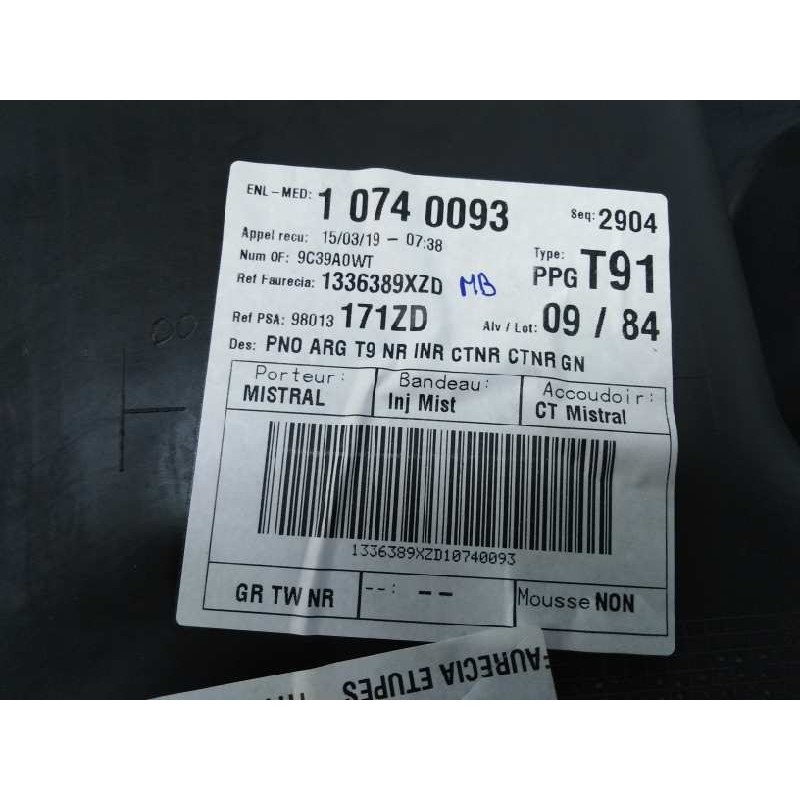 ENL-MED: 1 074 0093 Seq: 2904
Appel recu: 15/03/19 - 07:38
Num OF: 9C39A0WT
Type: PPG T91
Ref Faurecia: 1336389XZD MB
Ref PSA: 98013 171ZD Alv / Lot: 09 / 84
Des: PNO ARG T9 NR INR CTNR CTNR GN
Porteur: Bandeau: Accoudoir:
MISTRAL Inj Mist CT Mistral
1336389XZD10740093
GR TW NR --: -- Mousse NON
FAURECIA ETUPES